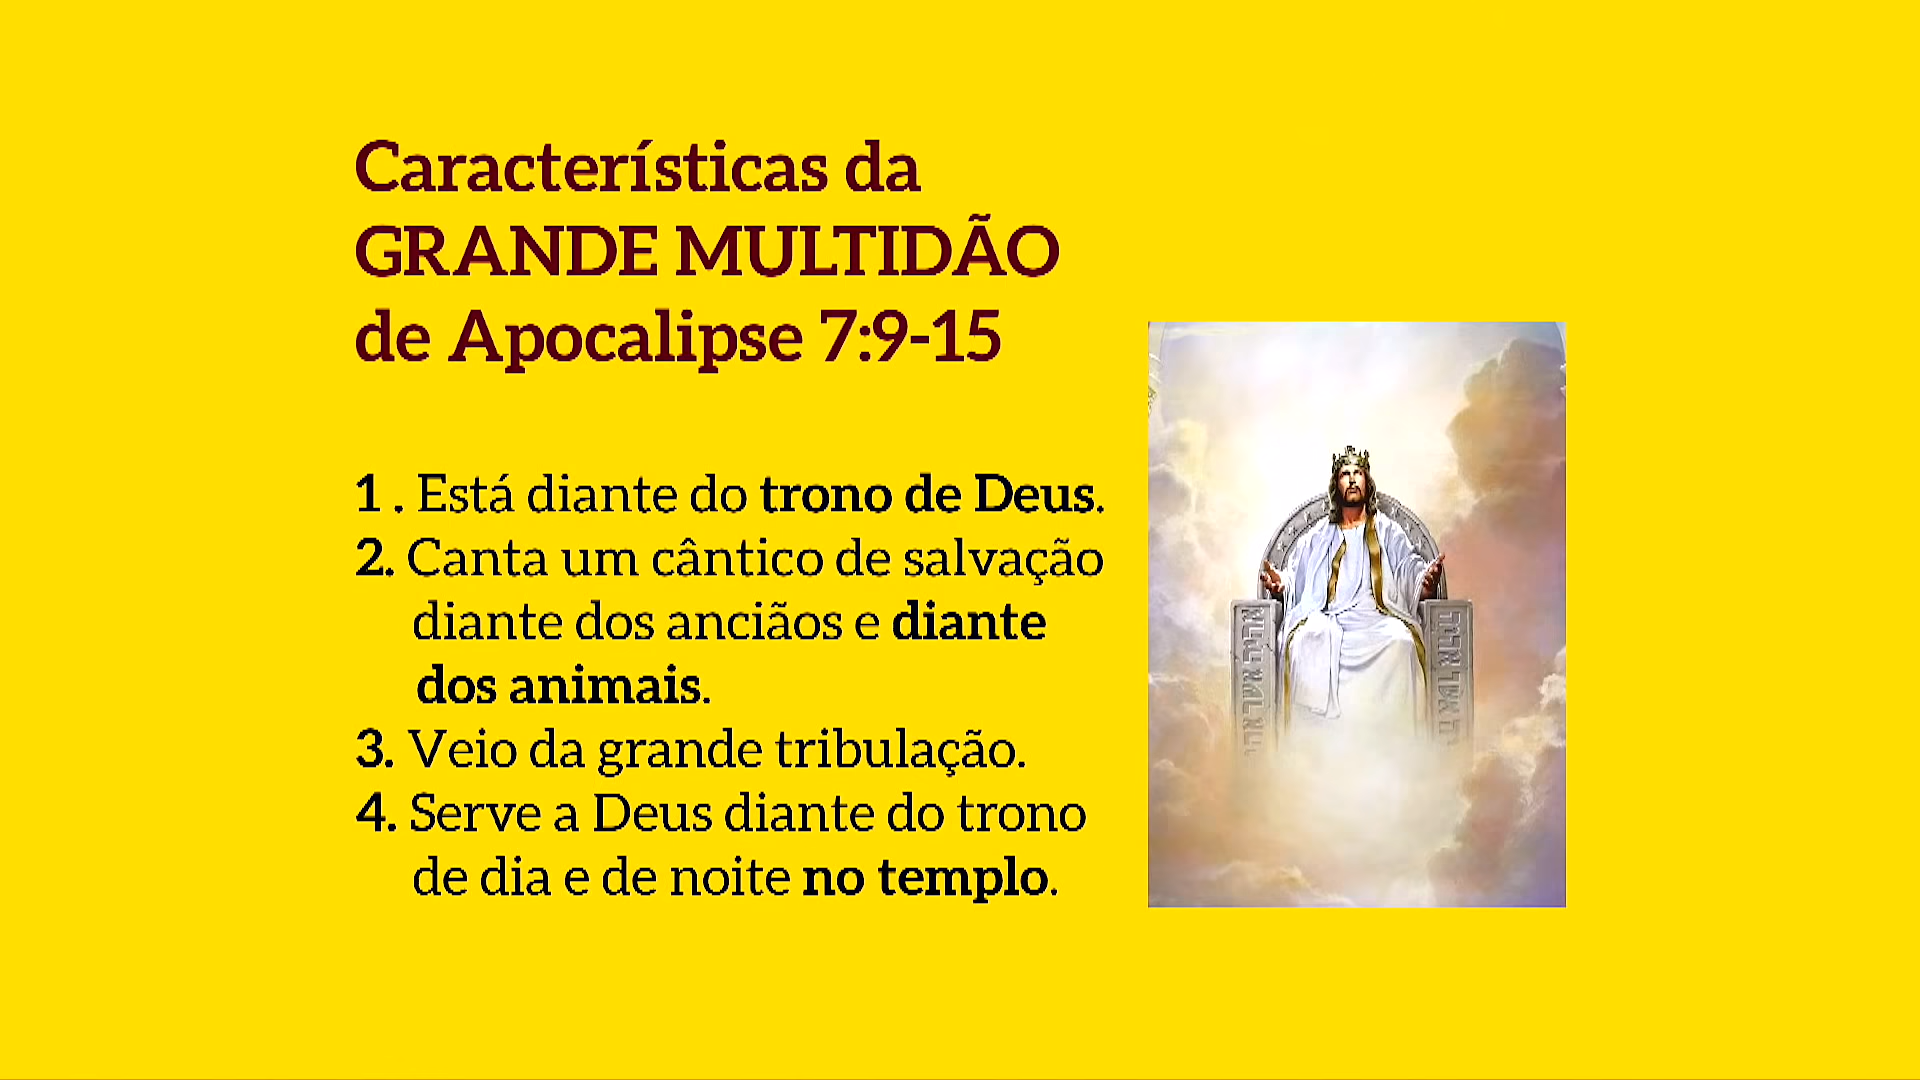 Características da
GRANDE MULTIDÃO
de Apocalipse 7:9-15
1 . Está diante do trono de Deus.
2. Canta um cântico de salvação
diante dos anciãos e diante
dos animais.
3. Veio da grande tribulação.
4. Serve a Deus diante do trono
de dia e de noite no templo.